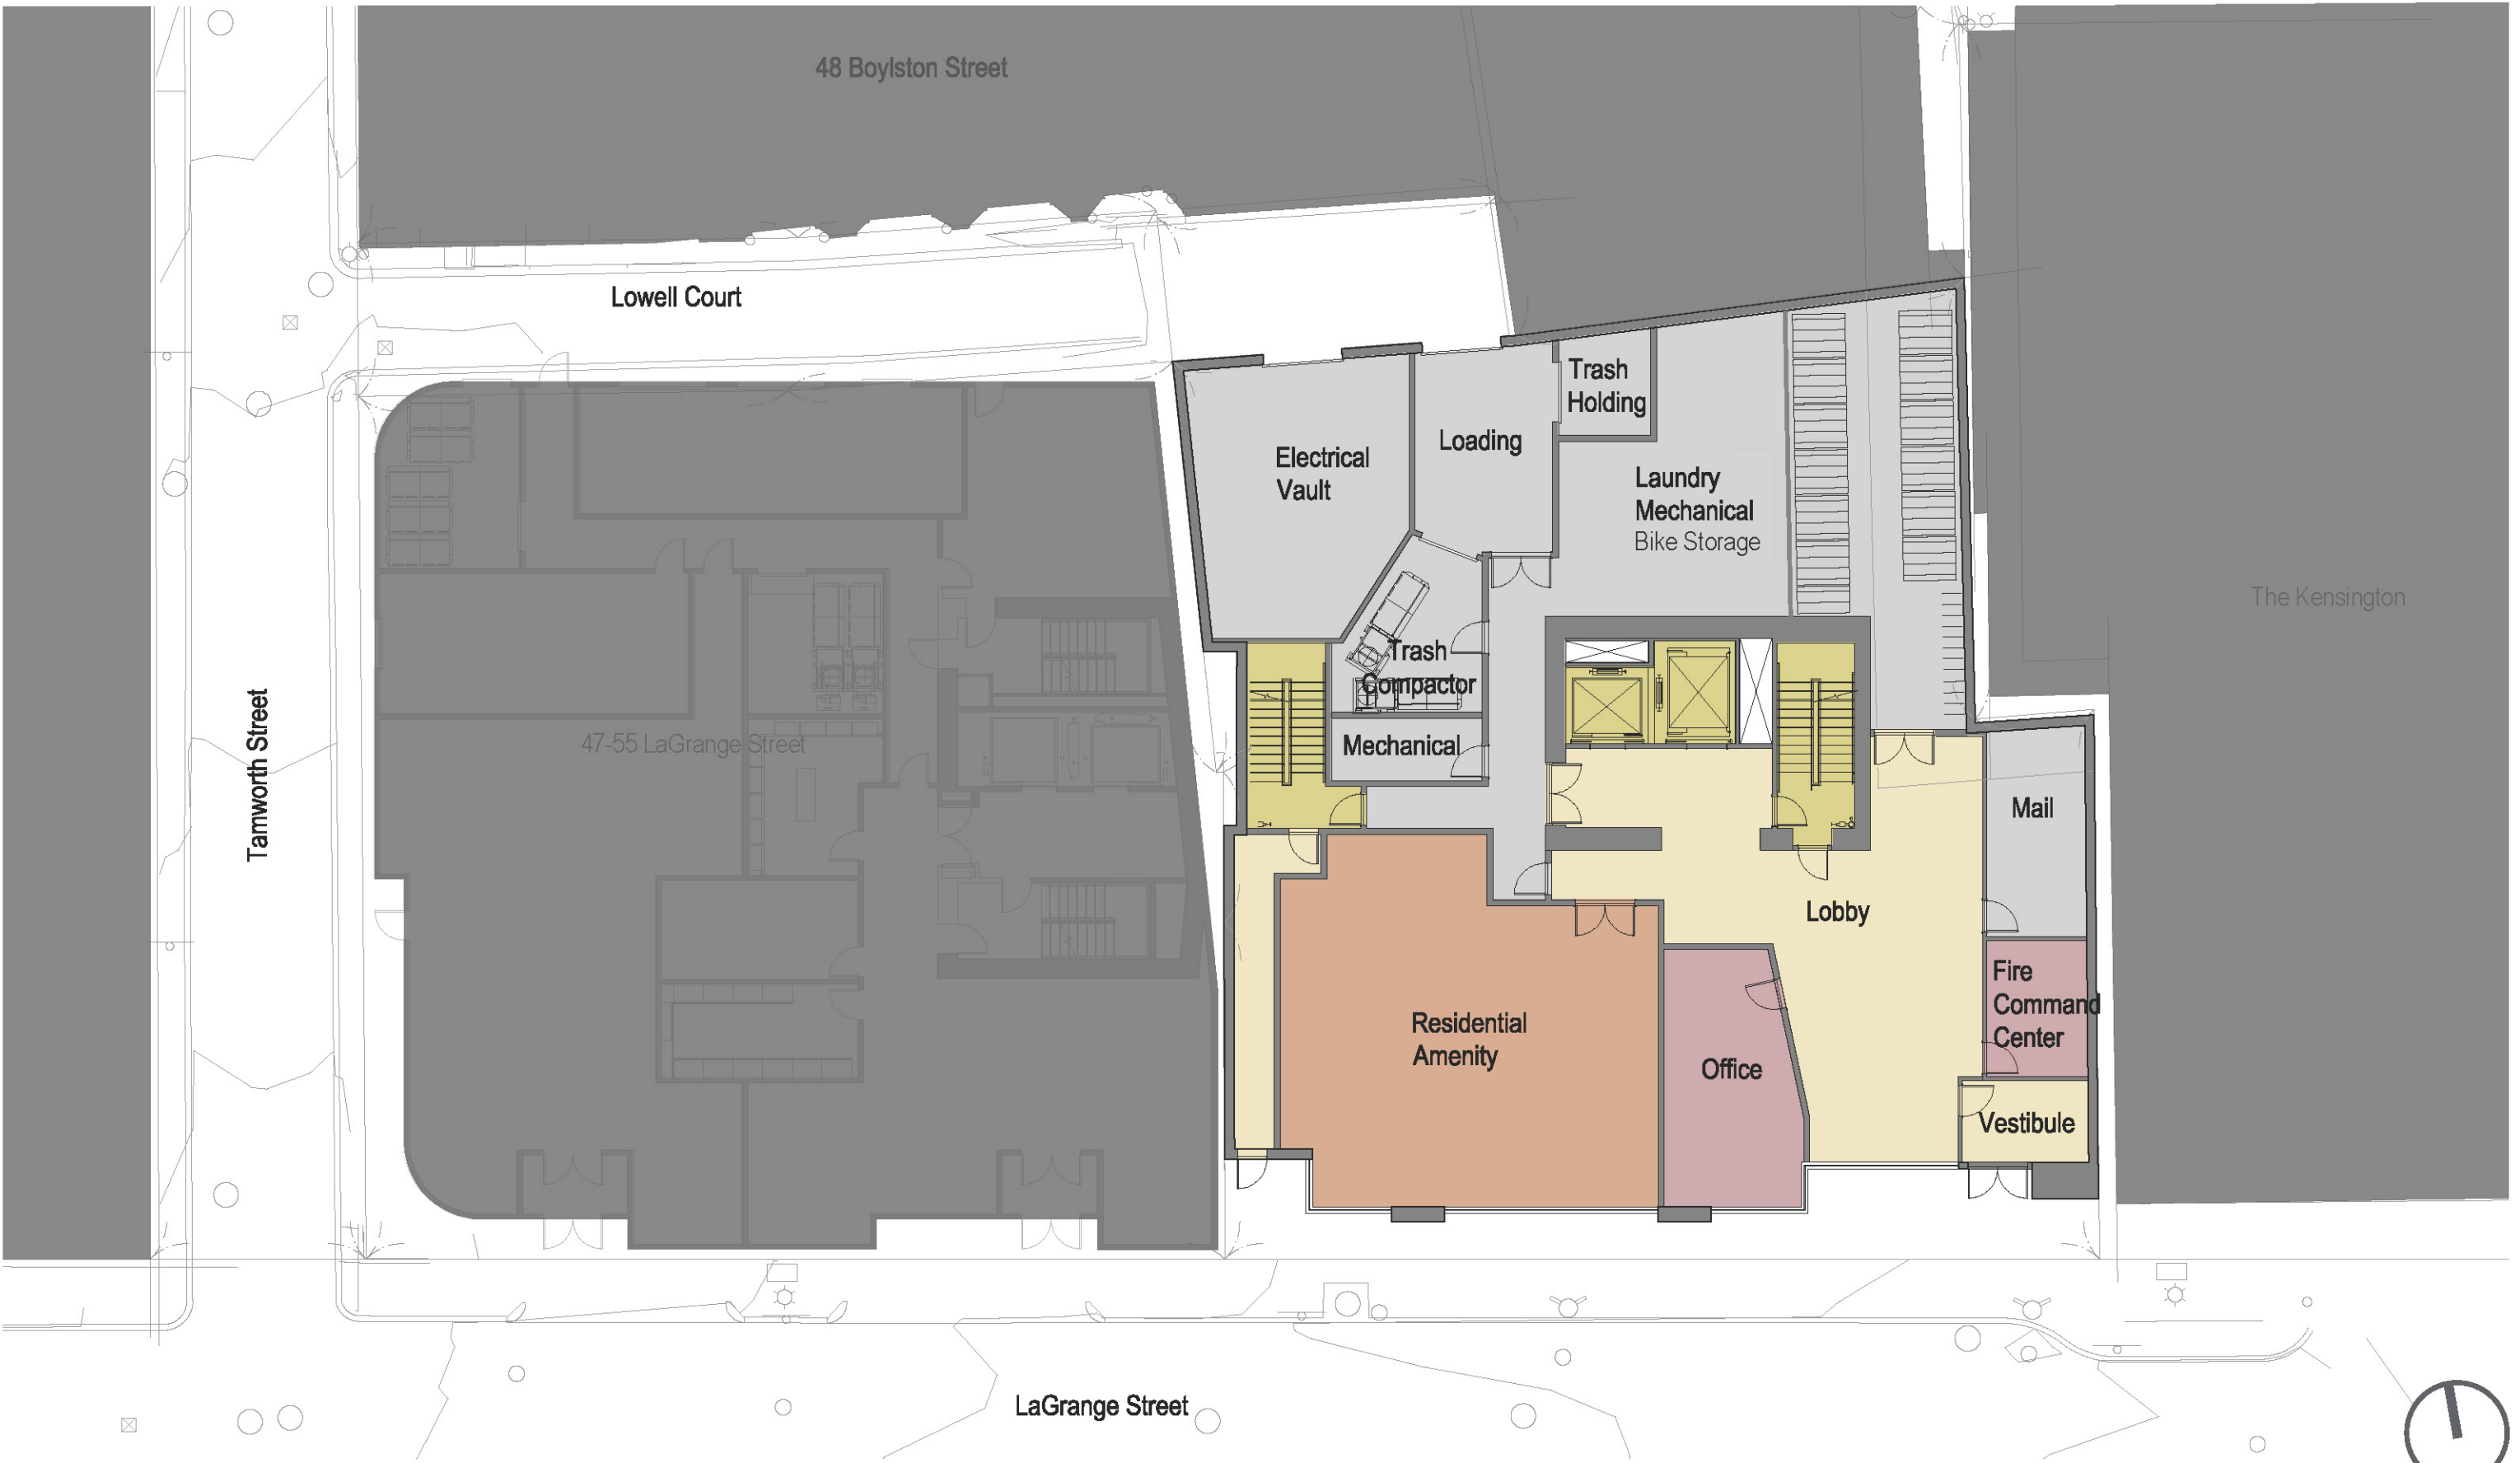 48 Boylston Street
Lowell Court
Trash
Holding
Loading
Electrical
Vault
Laundry
Mechanical
Bike Storage
The Kensington
Trash
Compactor
Tamworth Street
47-55 LaGrange Street
Mechanical
Mail
Lobby
Fire
Command
Center
Residential
Amenity
Office
Vestibule
LaGrange Street